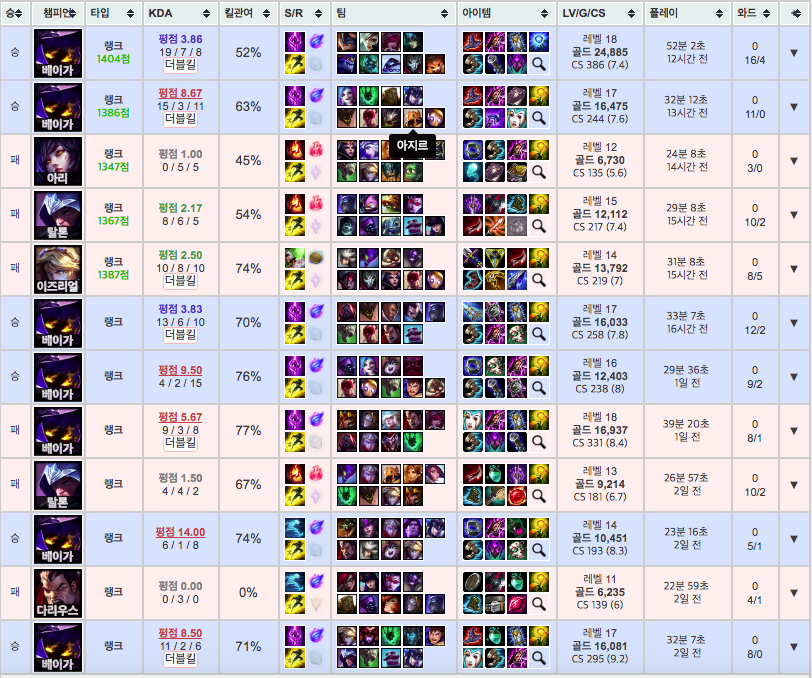 승 챔피언 타입 KDA 킬관여 S/R 팀 아이템 LV/G/CS 플레이 와드
승 베이가 랭크 1404점 평점 3.86 19 / 7 / 8 더블킬 52% 레벨 18 골드 24,885 CS 386 (7.4) 52분 2초 12시간 전 0 16/4
승 베이가 랭크 1386점 평점 8.67 15 / 3 / 11 더블킬 63% 레벨 17 골드 16,475 CS 244 (7.6) 32분 12초 13시간 전 0 11/0
아지르
패 아리 랭크 1347점 평점 1.00 0 / 5 / 5 45% 레벨 12 골드 6,730 CS 135 (5.6) 24분 8초 14시간 전 0 3/0
패 탈론 랭크 1367점 평점 2.17 8 / 6 / 5 54% 레벨 15 골드 12,112 CS 217 (7.4) 29분 8초 15시간 전 0 10/2
패 이즈리얼 랭크 1387점 평점 2.50 10 / 8 / 10 더블킬 74% 레벨 14 골드 13,792 CS 219 (7) 31분 8초 15시간 전 0 8/5
승 베이가 랭크 평점 3.83 13 / 6 / 10 더블킬 70% 레벨 17 골드 16,033 CS 258 (7.8) 33분 7초 16시간 전 0 12/2
승 베이가 랭크 평점 9.50 4 / 2 / 15 76% 레벨 16 골드 12,403 CS 238 (8) 29분 36초 1일 전 0 9/2
패 베이가 랭크 평점 5.67 9 / 3 / 8 더블킬 77% 레벨 18 골드 16,937 CS 331 (8.4) 39분 20초 1일 전 0 8/1
패 탈론 랭크 평점 1.50 4 / 4 / 2 67% 레벨 13 골드 9,214 CS 181 (6.7) 26분 57초 2일 전 0 10/2
승 베이가 랭크 평점 14.00 6 / 1 / 8 74% 레벨 14 골드 10,451 CS 193 (8.3) 23분 16초 2일 전 0 5/1
패 다리우스 랭크 평점 0.00 0 / 3 / 0 0% 레벨 11 골드 6,235 CS 139 (6) 22분 59초 2일 전 0 4/1
승 베이가 랭크 평점 8.50 11 / 2 / 6 더블킬 71% 레벨 17 골드 16,081 CS 295 (9.2) 32분 7초 2일 전 0 8/0